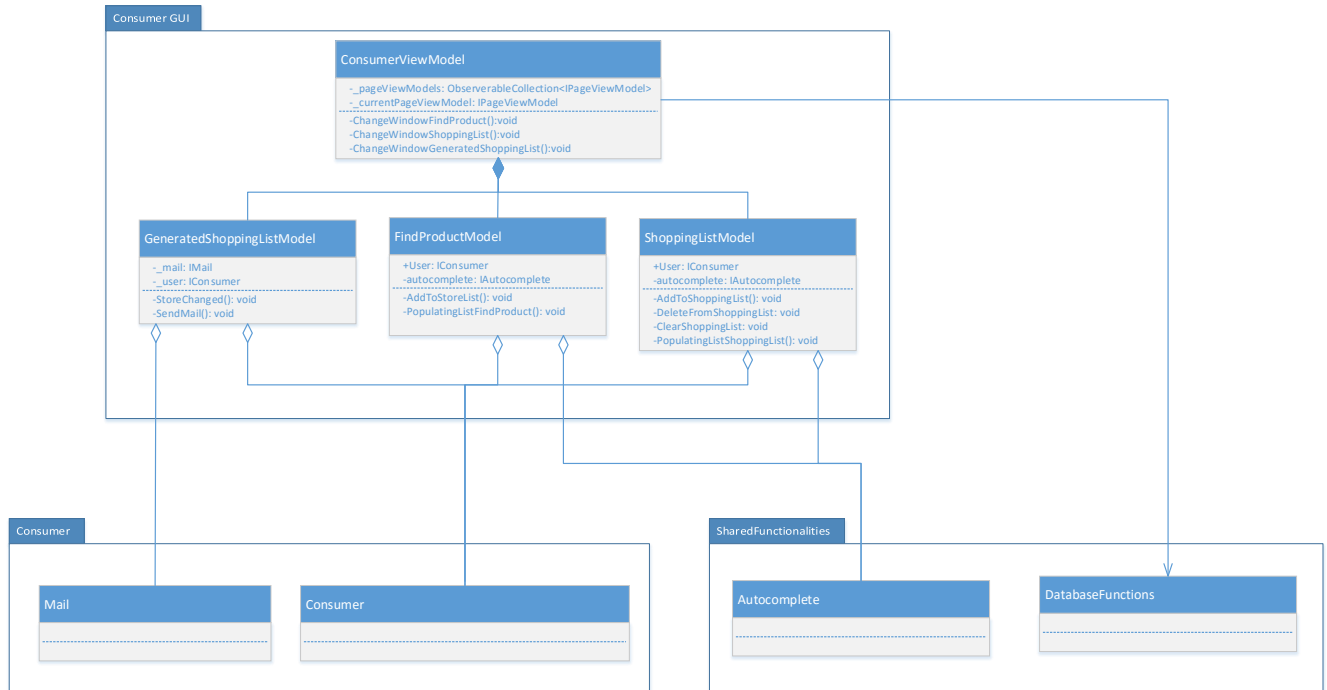 Consumer GUI
ConsumerViewModel
-_pageViewModels: ObserverableCollection<IPageViewModel>
-_currentPageViewModel: IPageViewModel
-ChangeWindowFindProduct():void
-ChangeWindowShoppingList():void
-ChangeWindowGeneratedShoppingList():void
GeneratedShoppingListModel
-_mail: IMail
-_user: IConsumer
-StoreChanged(): void
-SendMail(): void
FindProductModel
+User: IConsumer
-autocomplete: IAutocomplete
-AddToStoreList(): void
-PopulatingListFindProduct(): void
ShoppingListModel
+User: IConsumer
-autocomplete: IAutocomplete
-AddToShoppingList(): void
-DeleteFromShoppingList: void
-ClearShoppingList: void
-PopulatingListShoppingList(): void
Consumer
Mail
Consumer
SharedFunctionalities
Autocomplete
DatabaseFunctions